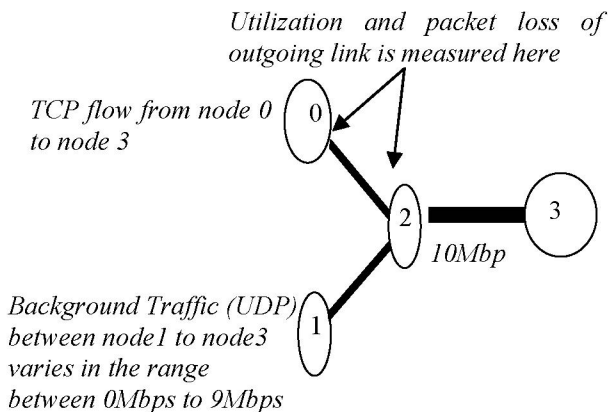 Utilization and packet loss of
outgoing link is measured here
TCP flow from node 0
to node 3
0
2
3
10Mbp
Background Traffic (UDP)
between node1 to node3
varies in the range
between 0Mbps to 9Mbps
1